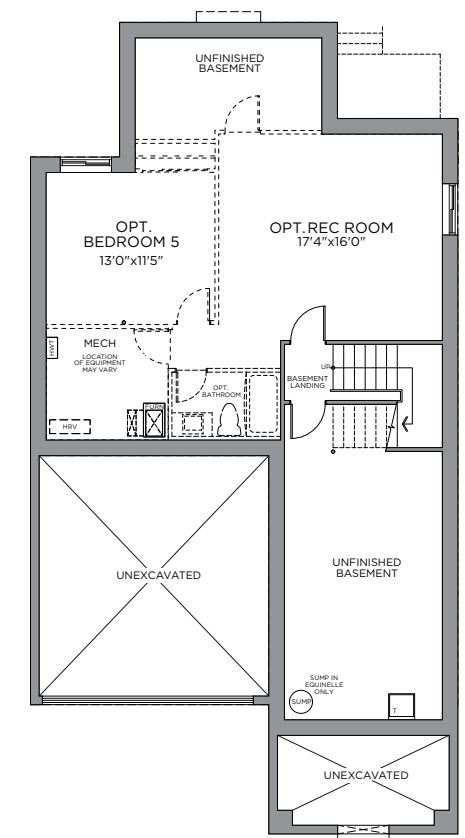 UNFINISHED
BASEMENT
OPT.
BEDROOM 5
13'0"x11'5"
OPT.REC ROOM
17'4"x16'0"
HWT
MECH
LOCATION
OF EQUIPMENT
MAY VARY
UP
BASEMENT
LANDING
OPT.
BATHROOM
FURN
HRV
UNEXCAVATED
UNFINISHED
BASEMENT
SUMP IN
EQUINELLE
ONLY
SUMP
T
UNEXCAVATED